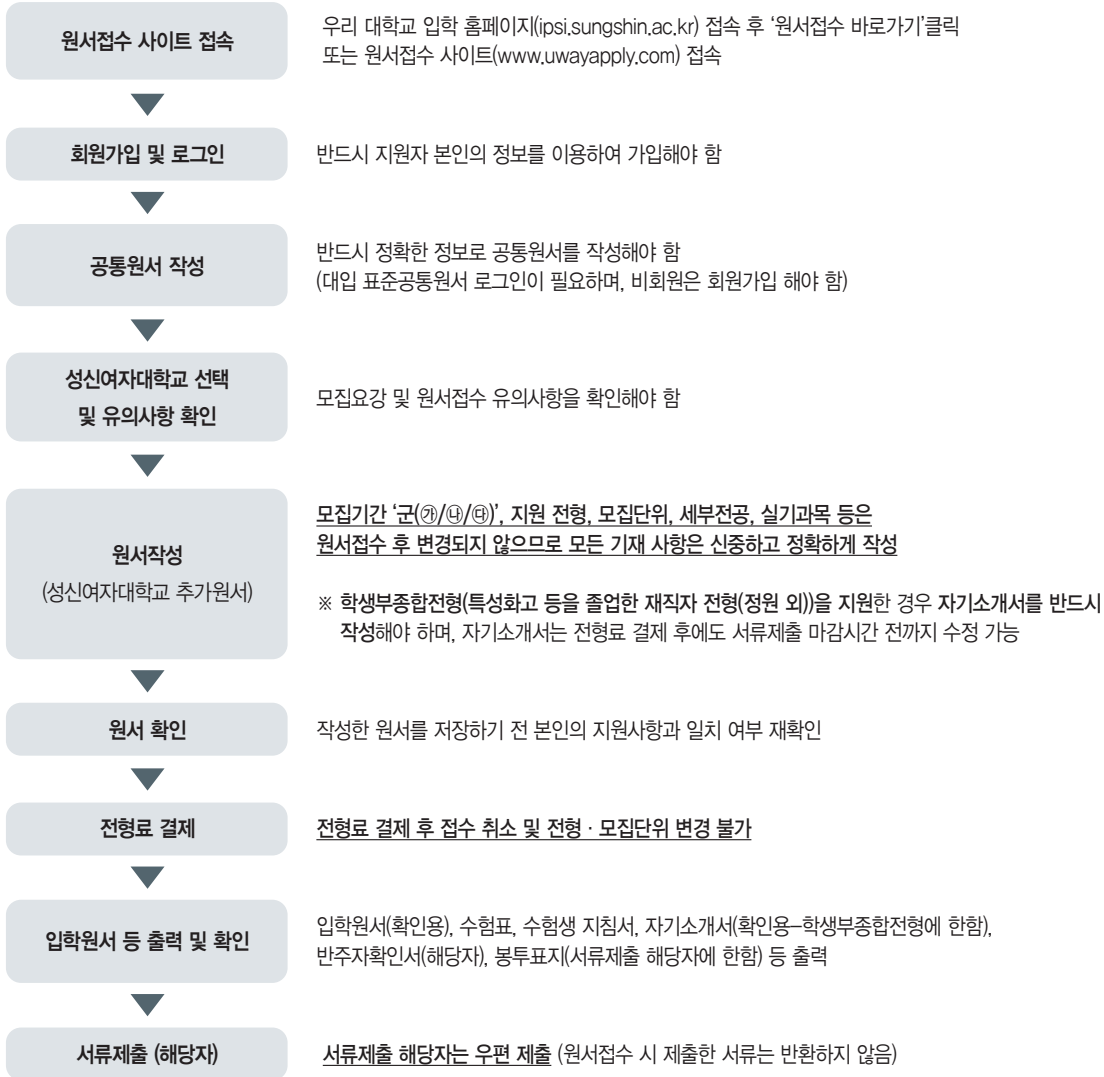 원서접수 사이트 접속
우리 대학교 입학 홈페이지(ipsi.sungshin.ac.kr) 접속 후 ‘원서접수 바로가기’클릭
또는 원서접수 사이트(www.uwayapply.com) 접속
회원가입 및 로그인
반드시 지원자 본인의 정보를 이용하여 가입해야 함
공통원서 작성
반드시 정확한 정보로 공통원서를 작성해야 함
(대입 표준공통원서 로그인이 필요하며, 비회원은 회원가입 해야 함)
성신여자대학교 선택
및 유의사항 확인
모집요강 및 원서접수 유의사항을 확인해야 함
원서작성
(성신여자대학교 추가원서)
모집기간 ‘군(㉮/㉯/㉰)’, 지원 전형, 모집단위, 세부전공, 실기과목 등은
원서접수 후 변경되지 않으므로 모든 기재 사항은 신중하고 정확하게 작성
※ 학생부종합전형(특성화고 등을 졸업한 재직자 전형(정원 외))을 지원한 경우 자기소개서를 반드시
작성해야 하며, 자기소개서는 전형료 결제 후에도 서류제출 마감시간 전까지 수정 가능
원서 확인
작성한 원서를 저장하기 전 본인의 지원사항과 일치 여부 재확인
전형료 결제
전형료 결제 후 접수 취소 및 전형 · 모집단위 변경 불가
입학원서 등 출력 및 확인
입학원서(확인용), 수험표, 수험생 지침서, 자기소개서(확인용-학생부종합전형에 한함),
반주자확인서(해당자), 봉투표지(서류제출 해당자에 한함) 등 출력
서류제출 (해당자)
서류제출 해당자는 우편 제출 (원서접수 시 제출한 서류는 반환하지 않음)